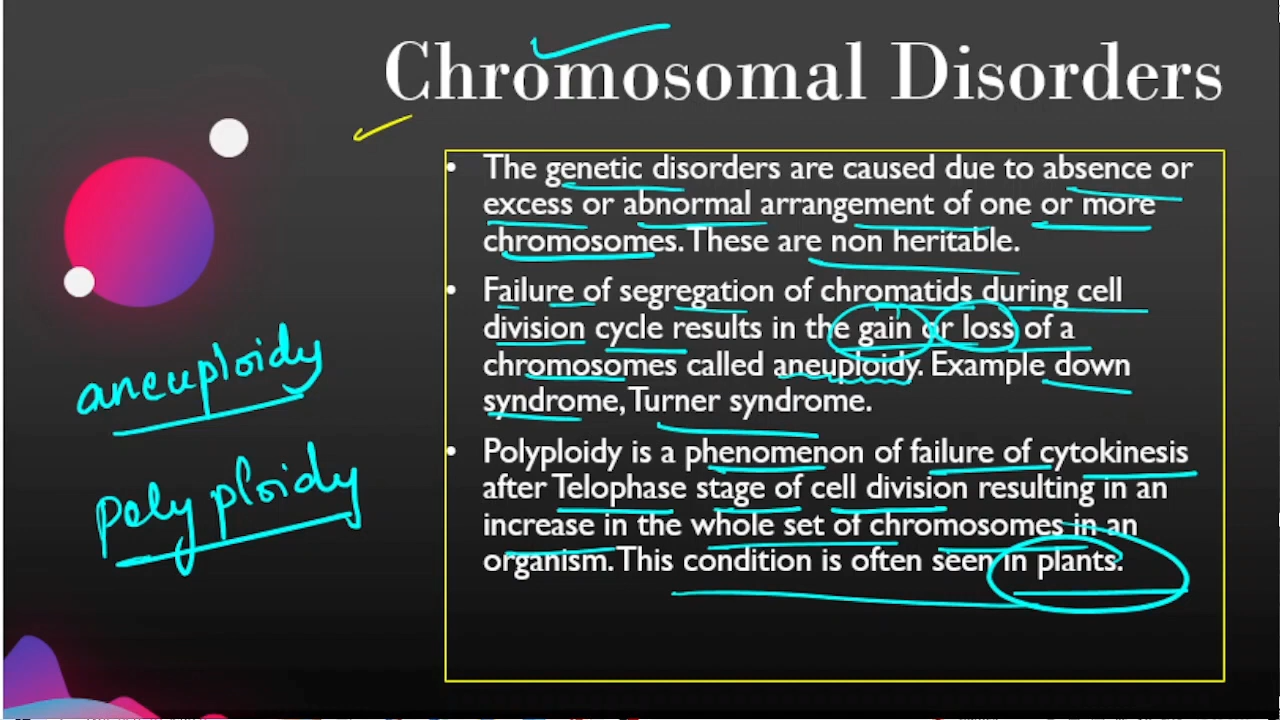 Chromosomal Disorders
• The genetic disorders are caused due to absence or
excess or abnormal arrangement of one or more
chromosomes. These are non heritable.
• Failure of segregation of chromatids during cell
division cycle results in the gain or loss of a
chromosomes called aneuploidy. Example down
syndrome, Turner syndrome.
• Polyploidy is a phenomenon of failure of cytokinesis
after Telophase stage of cell division resulting in an
increase in the whole set of chromosomes in an
organism. This condition is often seen in plants.
aneuploidy
Polyploidy